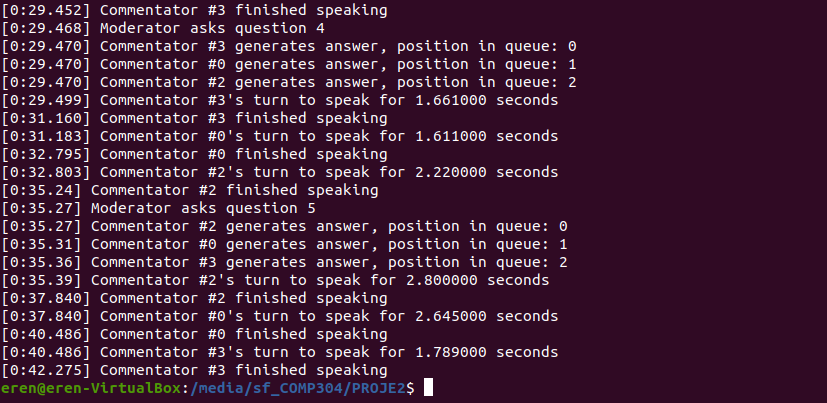 [0:29.452] Commentator #3 finished speaking
[0:29.468] Moderator asks question 4
[0:29.470] Commentator #3 generates answer, position in queue: 0
[0:29.470] Commentator #0 generates answer, position in queue: 1
[0:29.470] Commentator #2 generates answer, position in queue: 2
[0:29.499] Commentator #3's turn to speak for 1.661000 seconds
[0:31.160] Commentator #3 finished speaking
[0:31.183] Commentator #0's turn to speak for 1.611000 seconds
[0:32.795] Commentator #0 finished speaking
[0:32.803] Commentator #2's turn to speak for 2.220000 seconds
[0:35.24] Commentator #2 finished speaking
[0:35.27] Moderator asks question 5
[0:35.27] Commentator #2 generates answer, position in queue: 0
[0:35.31] Commentator #0 generates answer, position in queue: 1
[0:35.36] Commentator #3 generates answer, position in queue: 2
[0:35.39] Commentator #2's turn to speak for 2.800000 seconds
[0:37.840] Commentator #2 finished speaking
[0:37.840] Commentator #0's turn to speak for 2.645000 seconds
[0:40.486] Commentator #0 finished speaking
[0:40.486] Commentator #3's turn to speak for 1.789000 seconds
[0:42.275] Commentator #3 finished speaking
eren@eren-VirtualBox:/media/sf_COMP304/PROJE2$